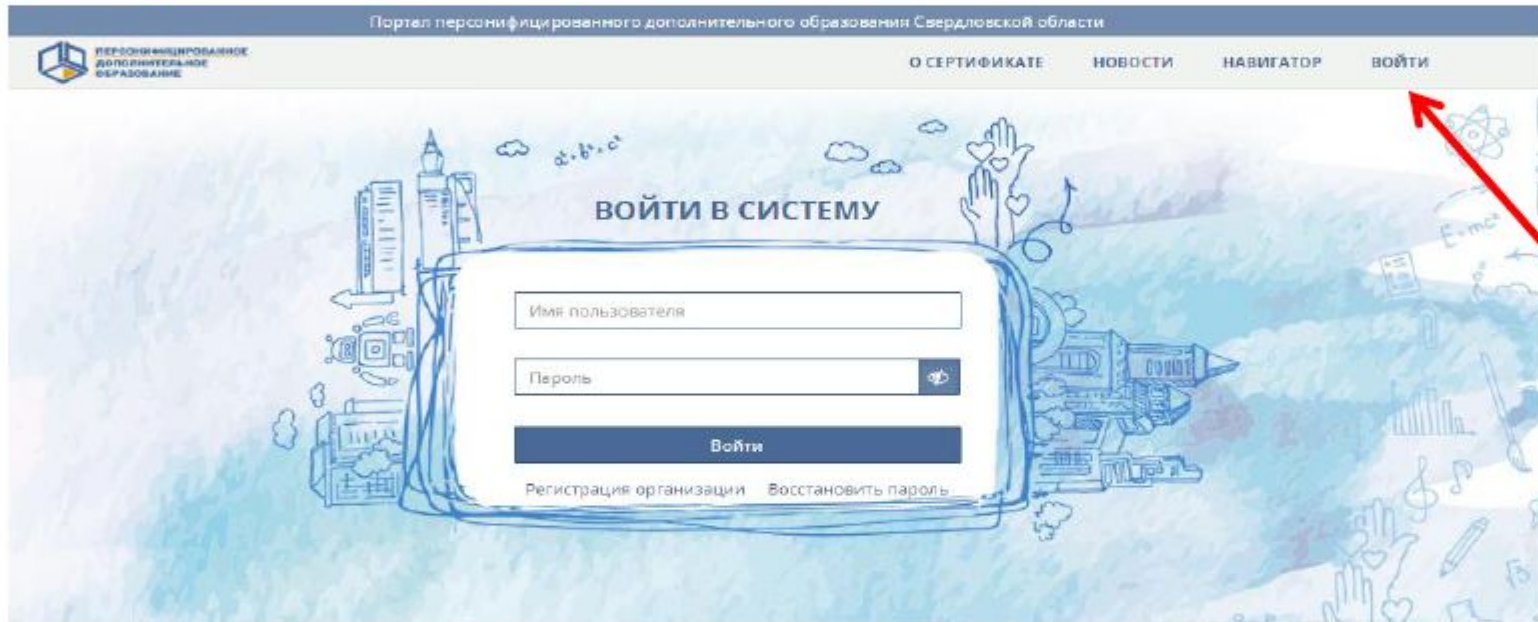 Портал персонифицированного дополнительного образования Свердловской области
ПЕРСОНИФИЦИРОВАННОЕ
ДОПОЛНИТЕЛЬНОЕ
ОБРАЗОВАНИЕ
О СЕРТИФИКАТЕ НОВОСТИ НАВИГАТОР ВОЙТИ
ВОЙТИ В СИСТЕМУ
Имя пользователя
Пароль
Войти
Регистрация организации Восстановить пароль